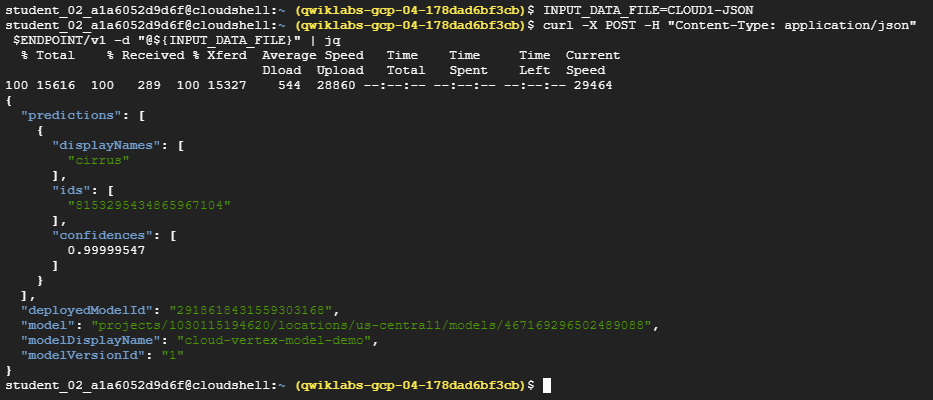 student_02_a1a6052d9d6f@cloudshell:~ (qwiklabs-gcp-04-178dad6bf3cb)$ INPUT_DATA_FILE=CLOUD1-JSON
student_02_a1a6052d9d6f@cloudshell:~ (qwiklabs-gcp-04-178dad6bf3cb)$ curl -X POST -H "Content-Type: application/json"
 $ENDPOINT/v1 -d "@${INPUT_DATA_FILE}" | jq
  % Total    % Received % Xferd  Average Speed   Time    Time     Time  Current
                                 Dload  Upload   Total   Spent    Left  Speed
100 15616  100   289  100 15327    544  28860 --:--:-- --:--:-- --:--:-- 29464
{
  "predictions": [
    {
      "displayNames": [
        "cirrus"
      ],
      "ids": [
        "8153295434865967104"
      ],
      "confidences": [
        0.99999547
      ]
    }
  ],
  "deployedModelId": "2918618431559303168",
  "model": "projects/1030115194620/locations/us-central1/models/467169296502489088",
  "modelDisplayName": "cloud-vertex-model-demo",
  "modelVersionId": "1"
}
student_02_a1a6052d9d6f@cloudshell:~ (qwiklabs-gcp-04-178dad6bf3cb)$